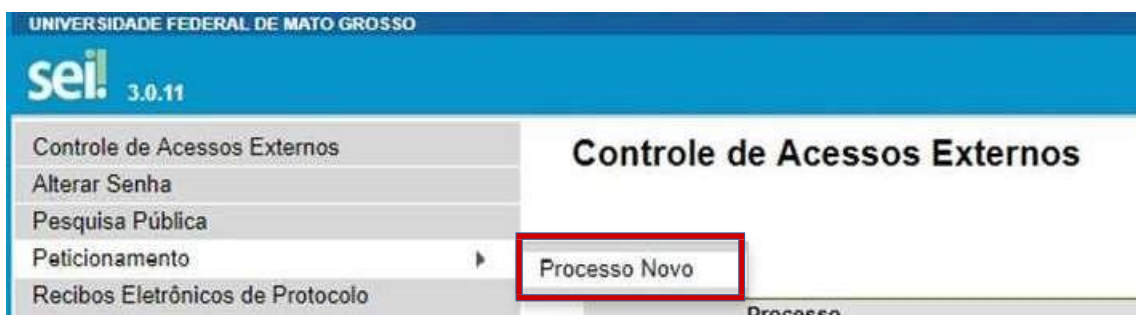 UNIVERSIDADE FEDERAL DE MATO GROSSO
sei! 3.0.11
Controle de Acessos Externos
Alterar Senha
Pesquisa Pública
Peticionamento
Recibos Eletrônicos de Protocolo
Controle de Acessos Externos
Processo Novo
Processo